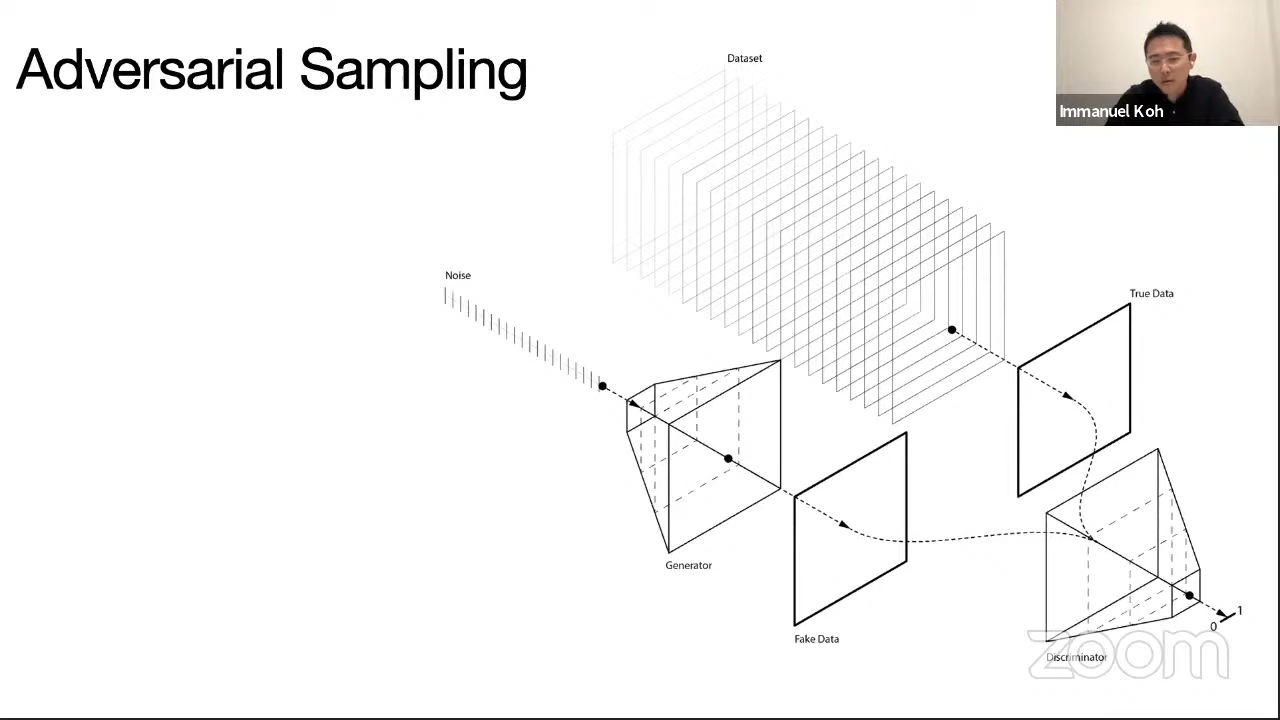 Adversarial Sampling
Dataset
Immanuel Koh
Noise
True Data
Generator
Fake Data
1
0
Discriminator
zoom